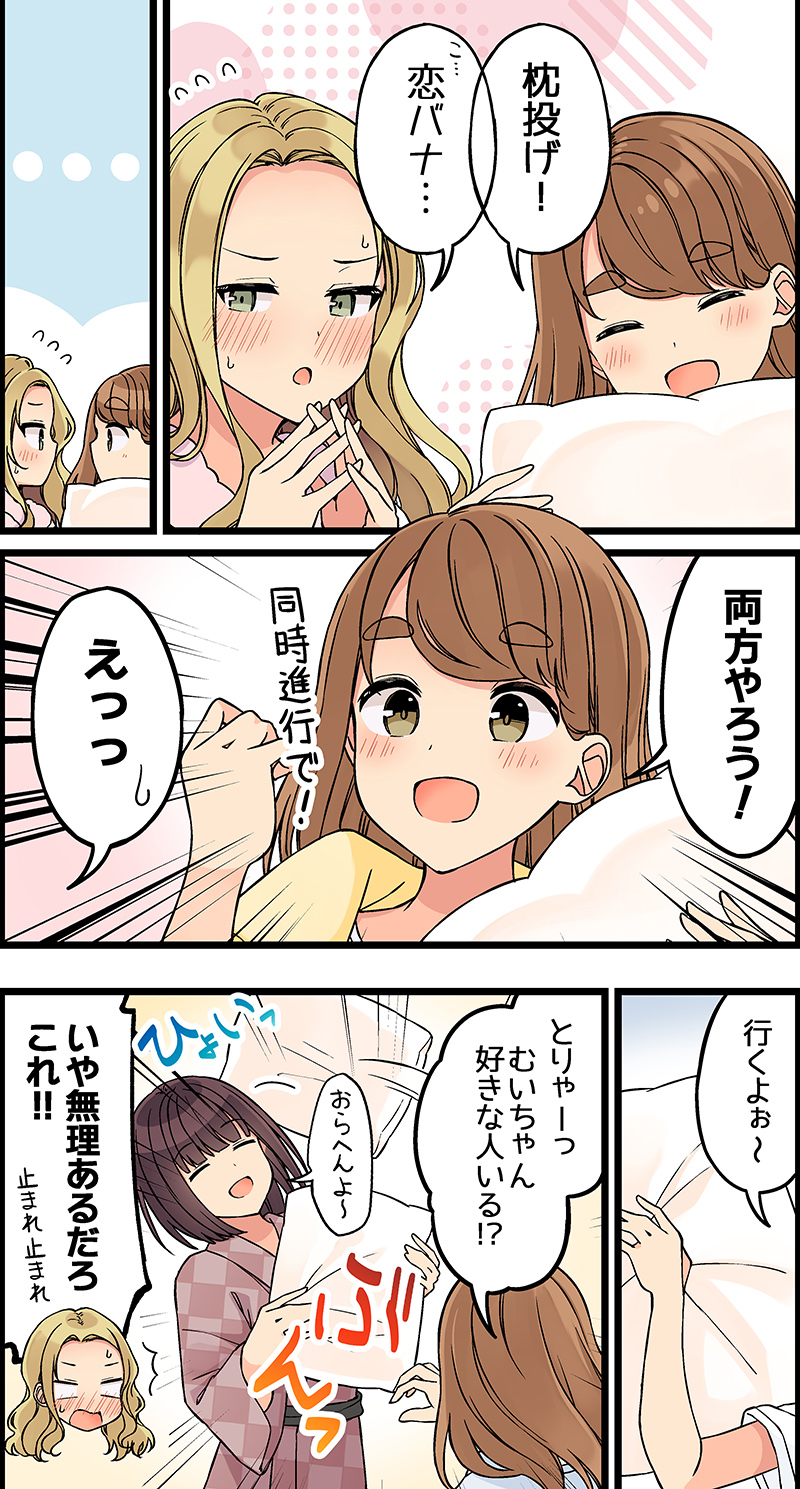 枕投げ!
こ…
恋バナ…
両方やろう!
同時進行で!
えっっ
行くよぉ〜
とりゃーっ
むいちゃん
好きな人いる!?
ぶんっ
おらへんよ〜
ひょいっ
いや無理あるだろ
これ!!
止まれ止まれ